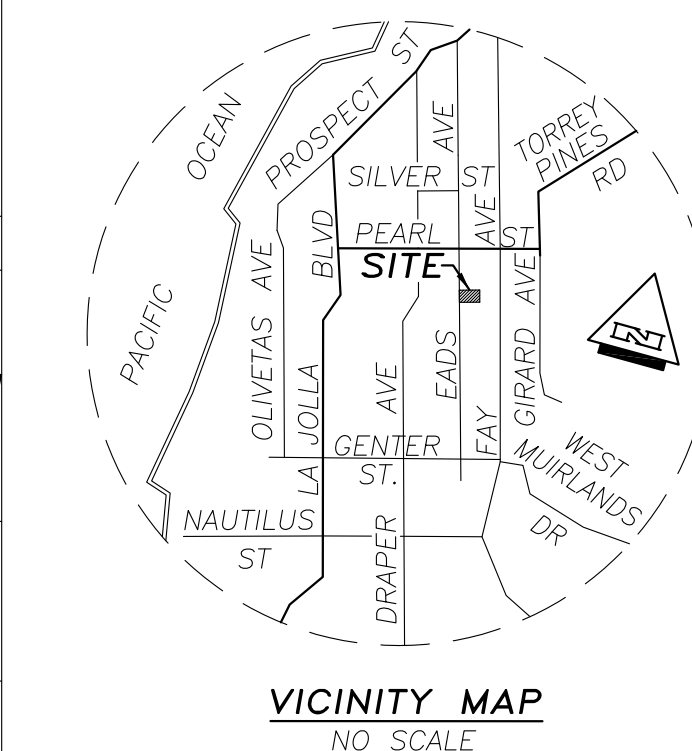 PACIFIC
OCEAN
PROSPECT ST
SILVER ST
AVE
TORREY
PINES
RD
PEARL ST
SITE
OLIVETAS AVE
LA JOLLA BLVD
DRAPER AVE
EADS
FAY AVE
GIRARD AVE
GENTER
ST.
NAUTILUS
ST
WEST
MUIRLANDS
DR
N
VICINITY MAP
NO SCALE